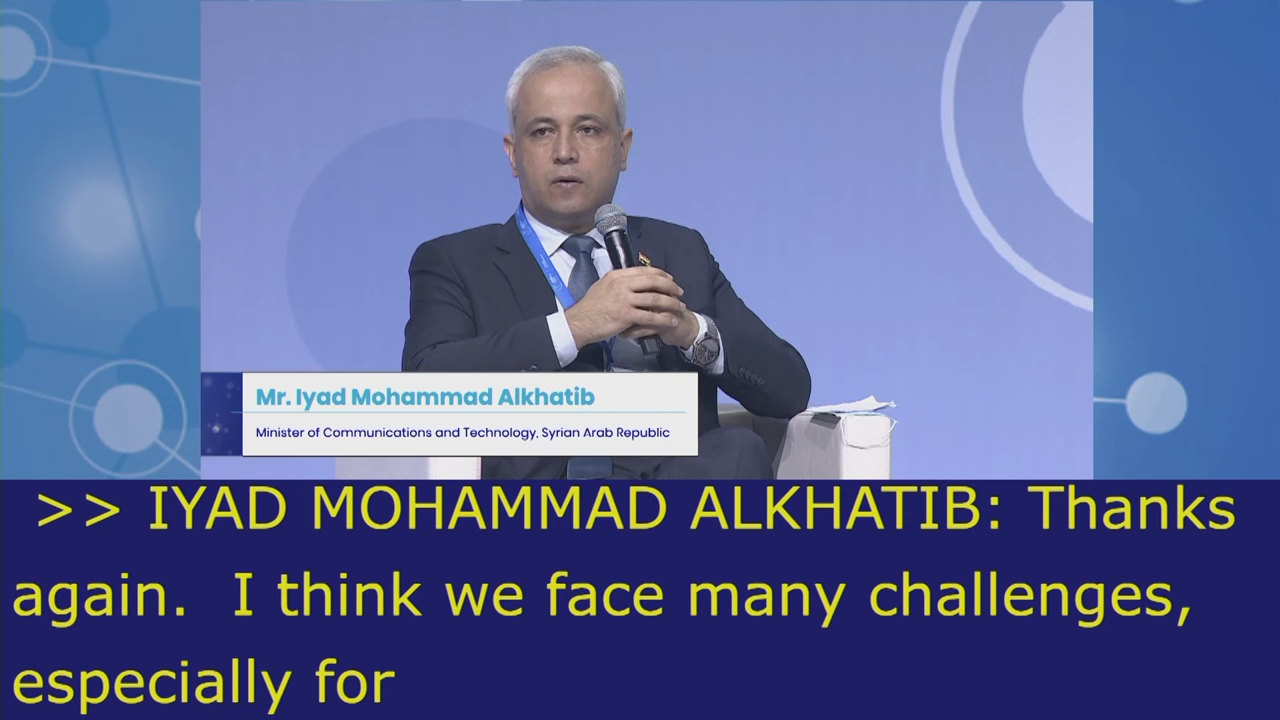 Mr. Iyad Mohammad Alkhatib
Minister of Communications and Technology, Syrian Arab Republic
>> IYAD MOHAMMAD ALKHATIB: Thanks
again.  I think we face many challenges,
especially for